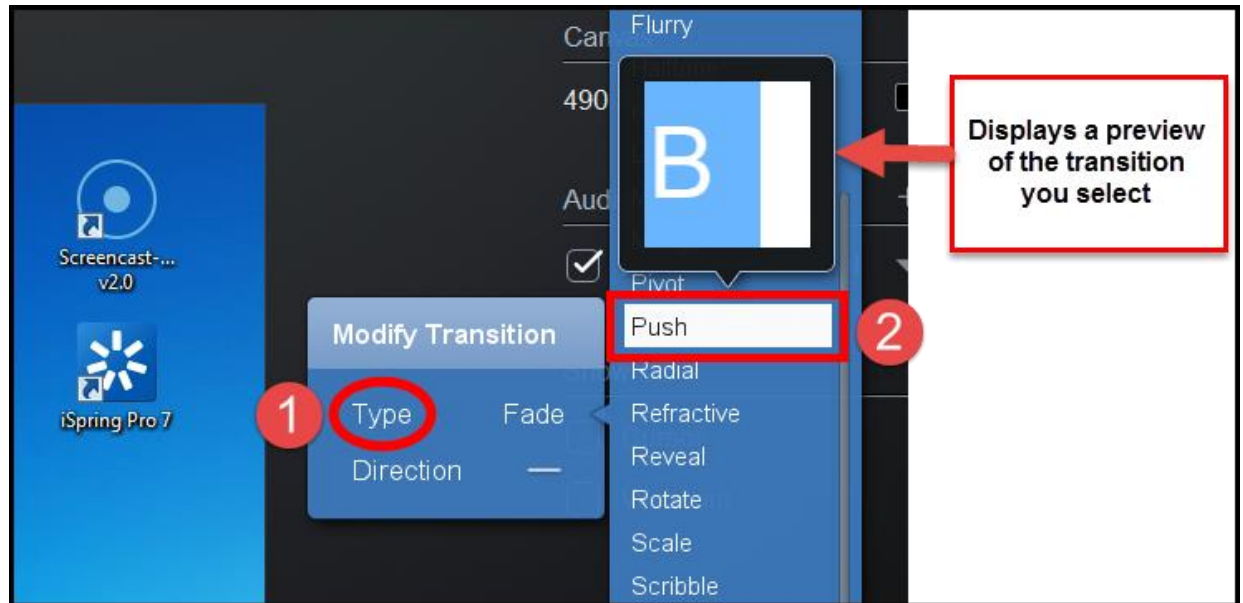 Flurry
Can
490
B
Displays a preview
of the transition
you select
Aud
Screencast-...
v2.0
Pivot
Modify Transition
Push
2
Radial
iSpring Pro 7
1
Type
Fade
Refractive
Direction
Reveal
Rotate
Scale
Scribble